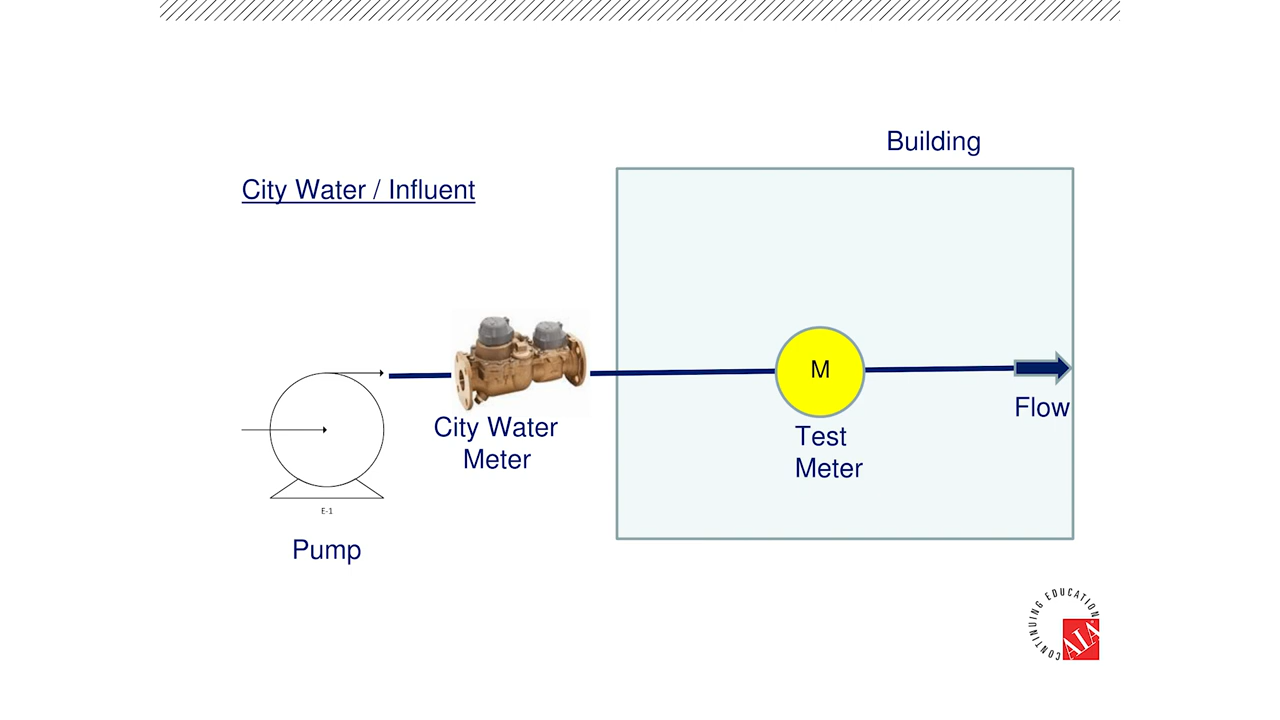 Building
City Water / Influent
M
Flow
City Water
Meter
Test
Meter
E-1
Pump
CONTINUING EDUCATION
AIA